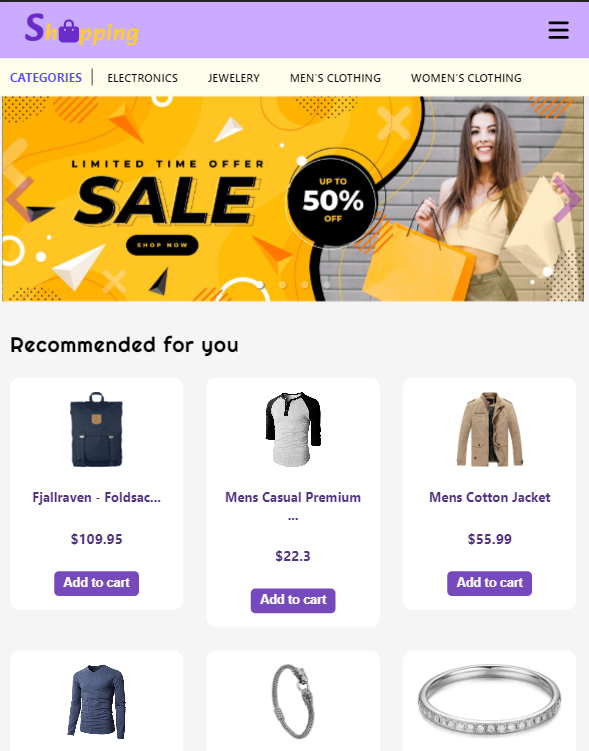 Shopping
CATEGORIES
ELECTRONICS
JEWELERY
MEN'S CLOTHING
WOMEN'S CLOTHING
LIMITED TIME OFFER
SALE
SHOP NOW
UP TO
50%
OFF
Recommended for you
Fjallraven - Foldsac...
$109.95
Add to cart
Mens Casual Premium
...
$22.3
Add to cart
Mens Cotton Jacket
$55.99
Add to cart